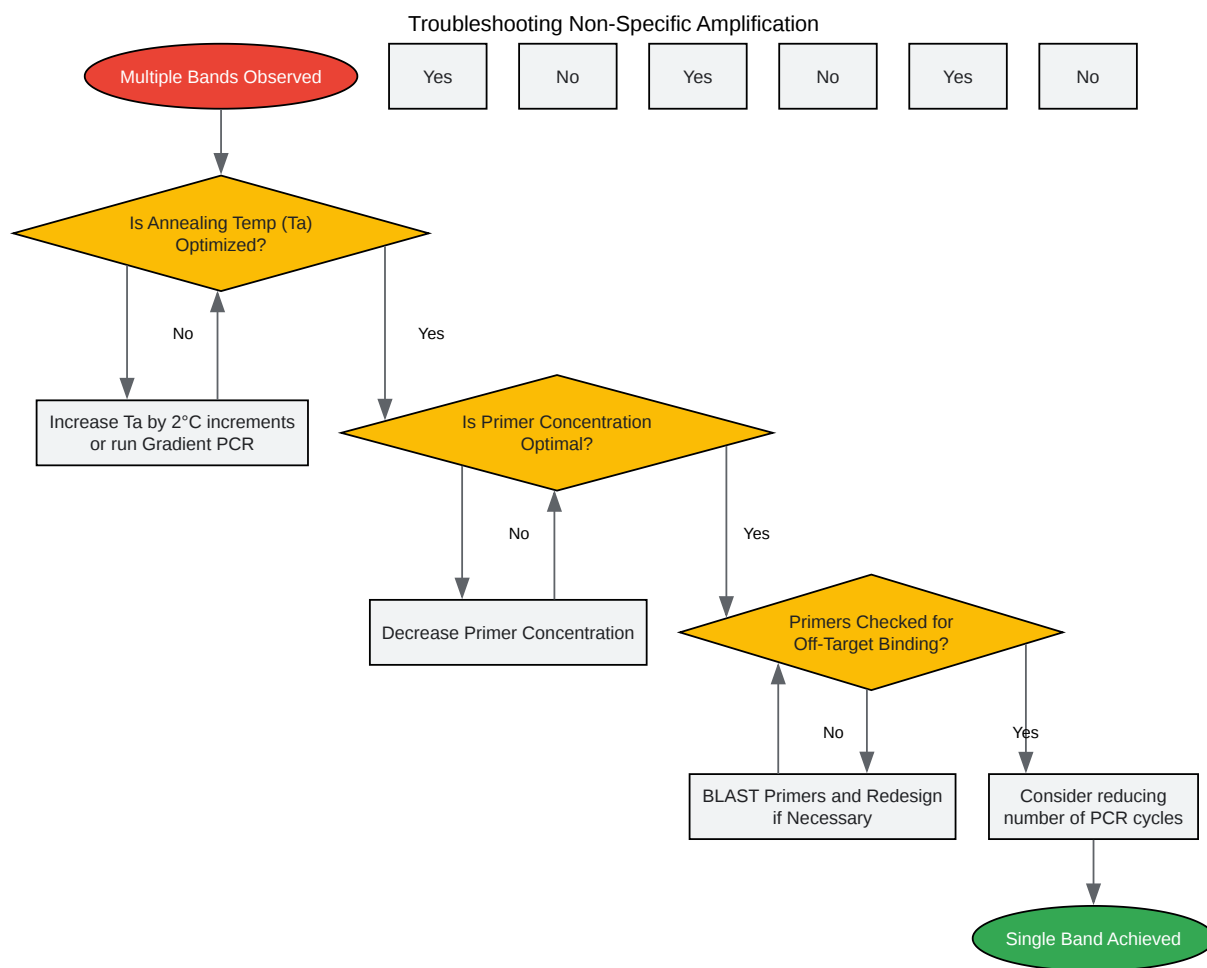 Troubleshooting Non-Specific Amplification
Multiple Bands Observed
Yes
No
Yes
No
Yes
No
Is Annealing Temp (Ta)
Optimized?
No
Yes
Increase Ta by 2°C increments
or run Gradient PCR
Is Primer Concentration
Optimal?
No
Yes
Decrease Primer Concentration
Primers Checked for
Off-Target Binding?
No
Yes
BLAST Primers and Redesign
if Necessary
Consider reducing
number of PCR cycles
Single Band Achieved